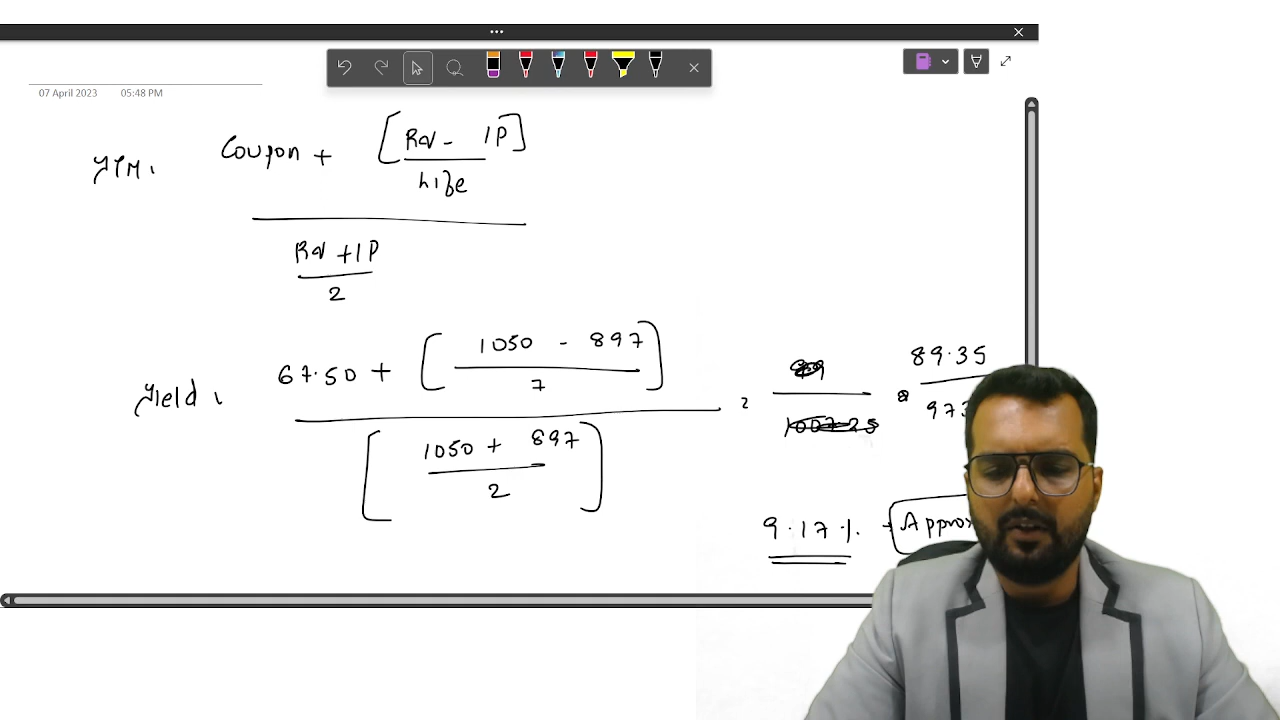 07 April 2023 05:48 PM
YTM. Coupon + [RV - IP]
Life
RV + IP
2
Yield. 67.50 + [1050 - 897]
7
[1050 + 897]
2
89.35
973
9.17 %. Approx